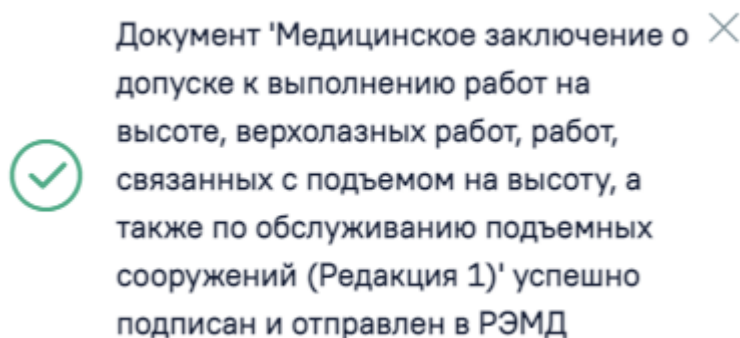 Документ 'Медицинское заключение о
допуске к выполнению работ на
высоте, верхолазных работ, работ,
связанных с подъемом на высоту, а
также по обслуживанию подъемных
сооружений (Редакция 1)' успешно
подписан и отправлен в РЭМД